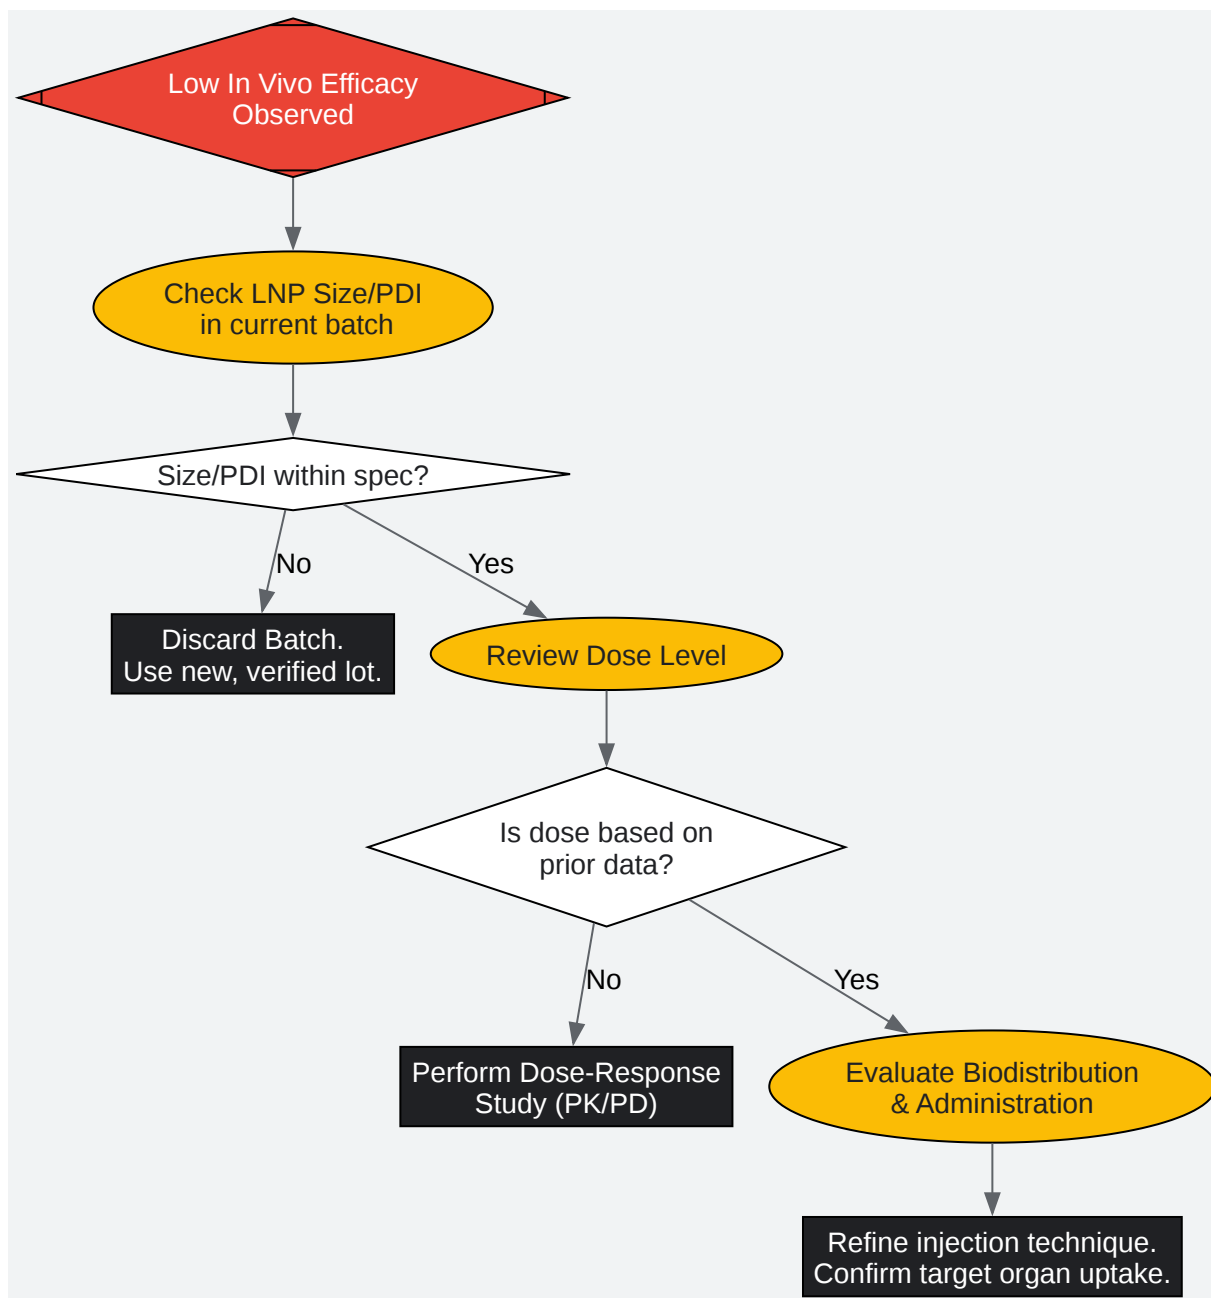 Low In Vivo Efficacy
Observed
Check LNP Size/PDI
in current batch
Size/PDI within spec?
No
Yes
Discard Batch.
Use new, verified lot.
Review Dose Level
Is dose based on
prior data?
No
Yes
Perform Dose-Response
Study (PK/PD)
Evaluate Biodistribution
& Administration
Refine injection technique.
Confirm target organ uptake.